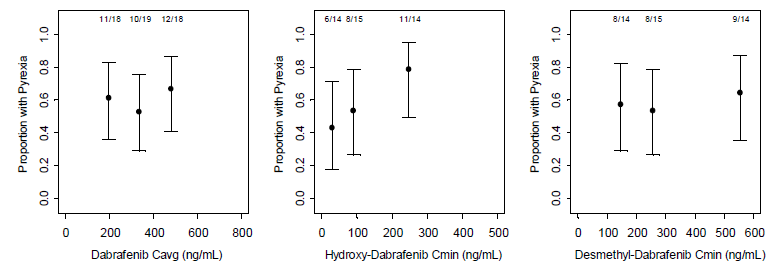 11/18 10/19 12/18
Proportion with Pyrexia
0.0 0.2 0.4 0.6 0.8 1.0
0 200 400 600 800
Dabrafenib Cavg (ng/mL)
6/14 8/15 11/14
Proportion with Pyrexia
0.0 0.2 0.4 0.6 0.8 1.0
0 100 200 300 400 500
Hydroxy-Dabrafenib Cmin (ng/mL)
8/14 8/15 9/14
Proportion with Pyrexia
0.0 0.2 0.4 0.6 0.8 1.0
0 100 200 300 400 500 600
Desmethyl-Dabrafenib Cmin (ng/mL)